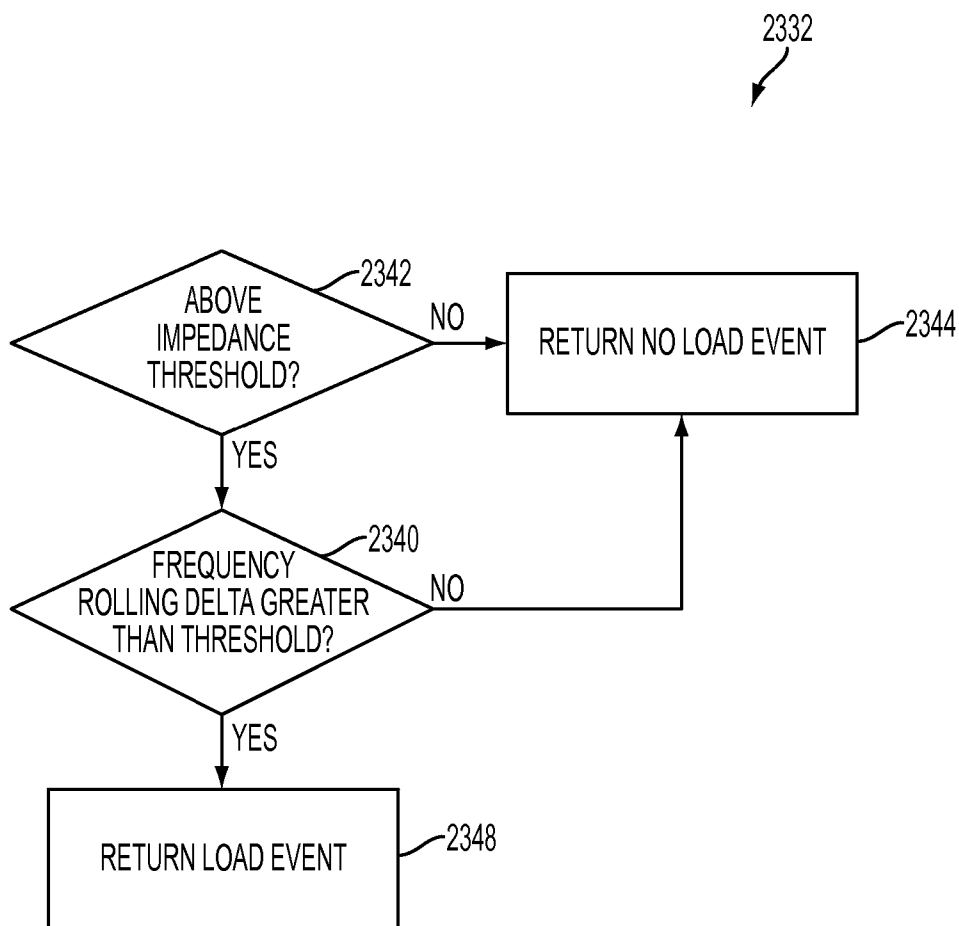 2332
2342
ABOVE
IMPEDANCE
THRESHOLD?
NO
RETURN NO LOAD EVENT
2344
YES
2340
FREQUENCY
ROLLING DELTA GREATER
THAN THRESHOLD?
NO
YES
RETURN LOAD EVENT
2348